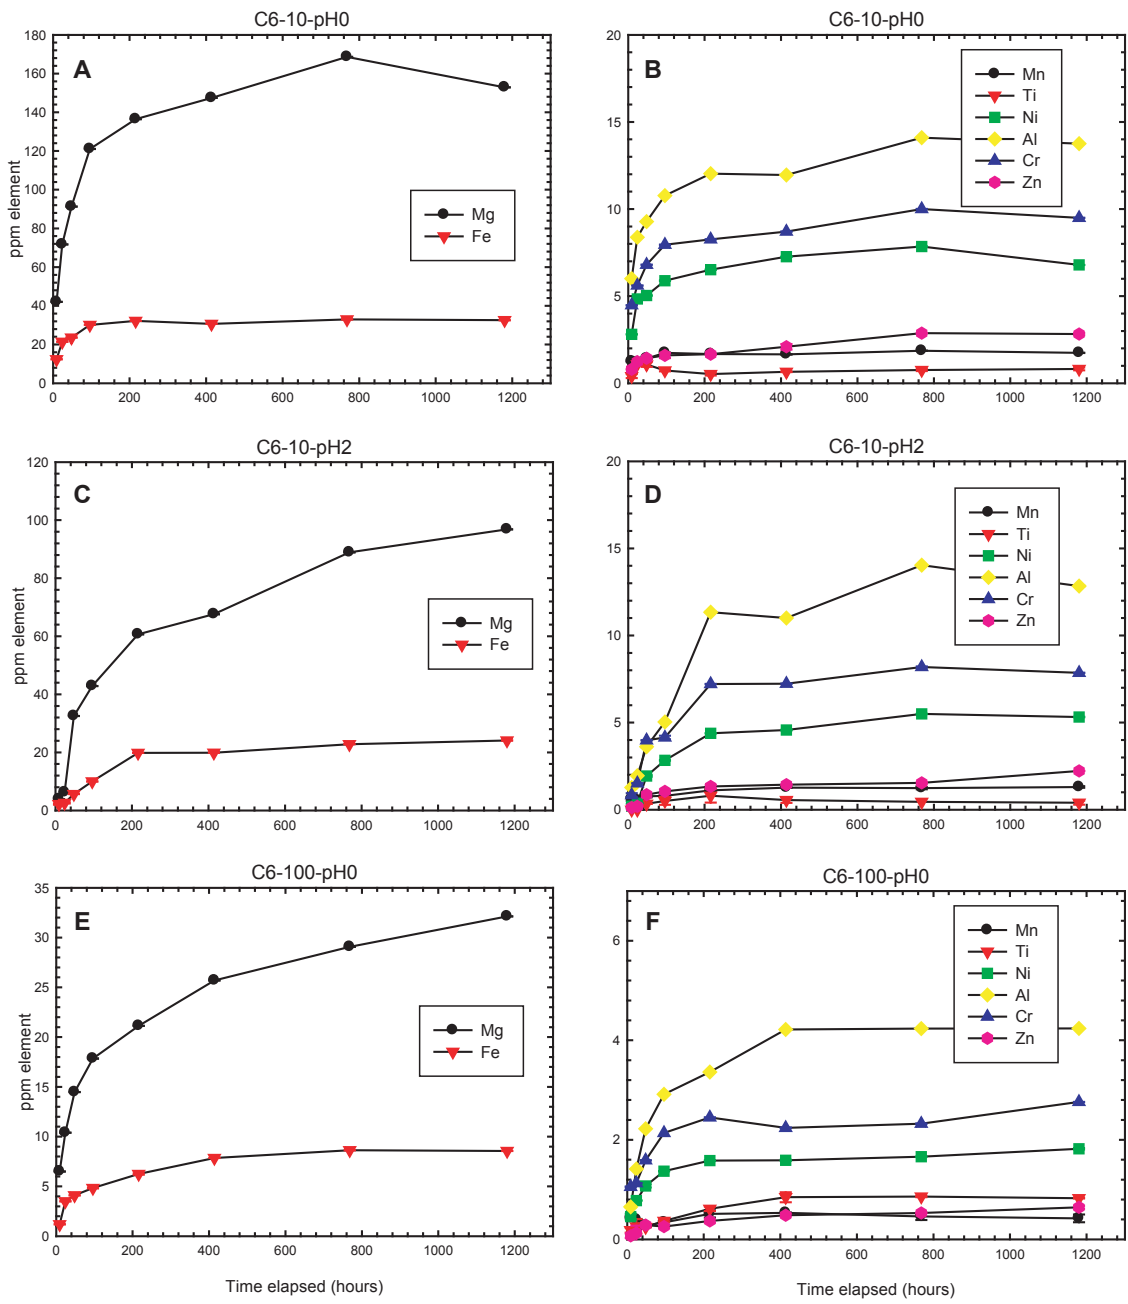 C6-10-pH0
A
ppm element
180
160
140
120
100
80
60
40
20
0
Mg
Fe
0 200 400 600 800 1000 1200
C6-10-pH0
B
20
15
10
5
0
Mn
Ti
Ni
Al
Cr
Zn
0 200 400 600 800 1000 1200
C6-10-pH2
C
ppm element
120
100
80
60
40
20
0
Mg
Fe
0 200 400 600 800 1000 1200
C6-10-pH2
D
20
15
10
5
0
Mn
Ti
Ni
Al
Cr
Zn
0 200 400 600 800 1000 1200
C6-100-pH0
E
ppm element
35
30
25
20
15
10
5
0
Mg
Fe
0 200 400 600 800 1000 1200
Time elapsed (hours)
C6-100-pH0
F
6
4
2
0
Mn
Ti
Ni
Al
Cr
Zn
0 200 400 600 800 1000 1200
Time elapsed (hours)